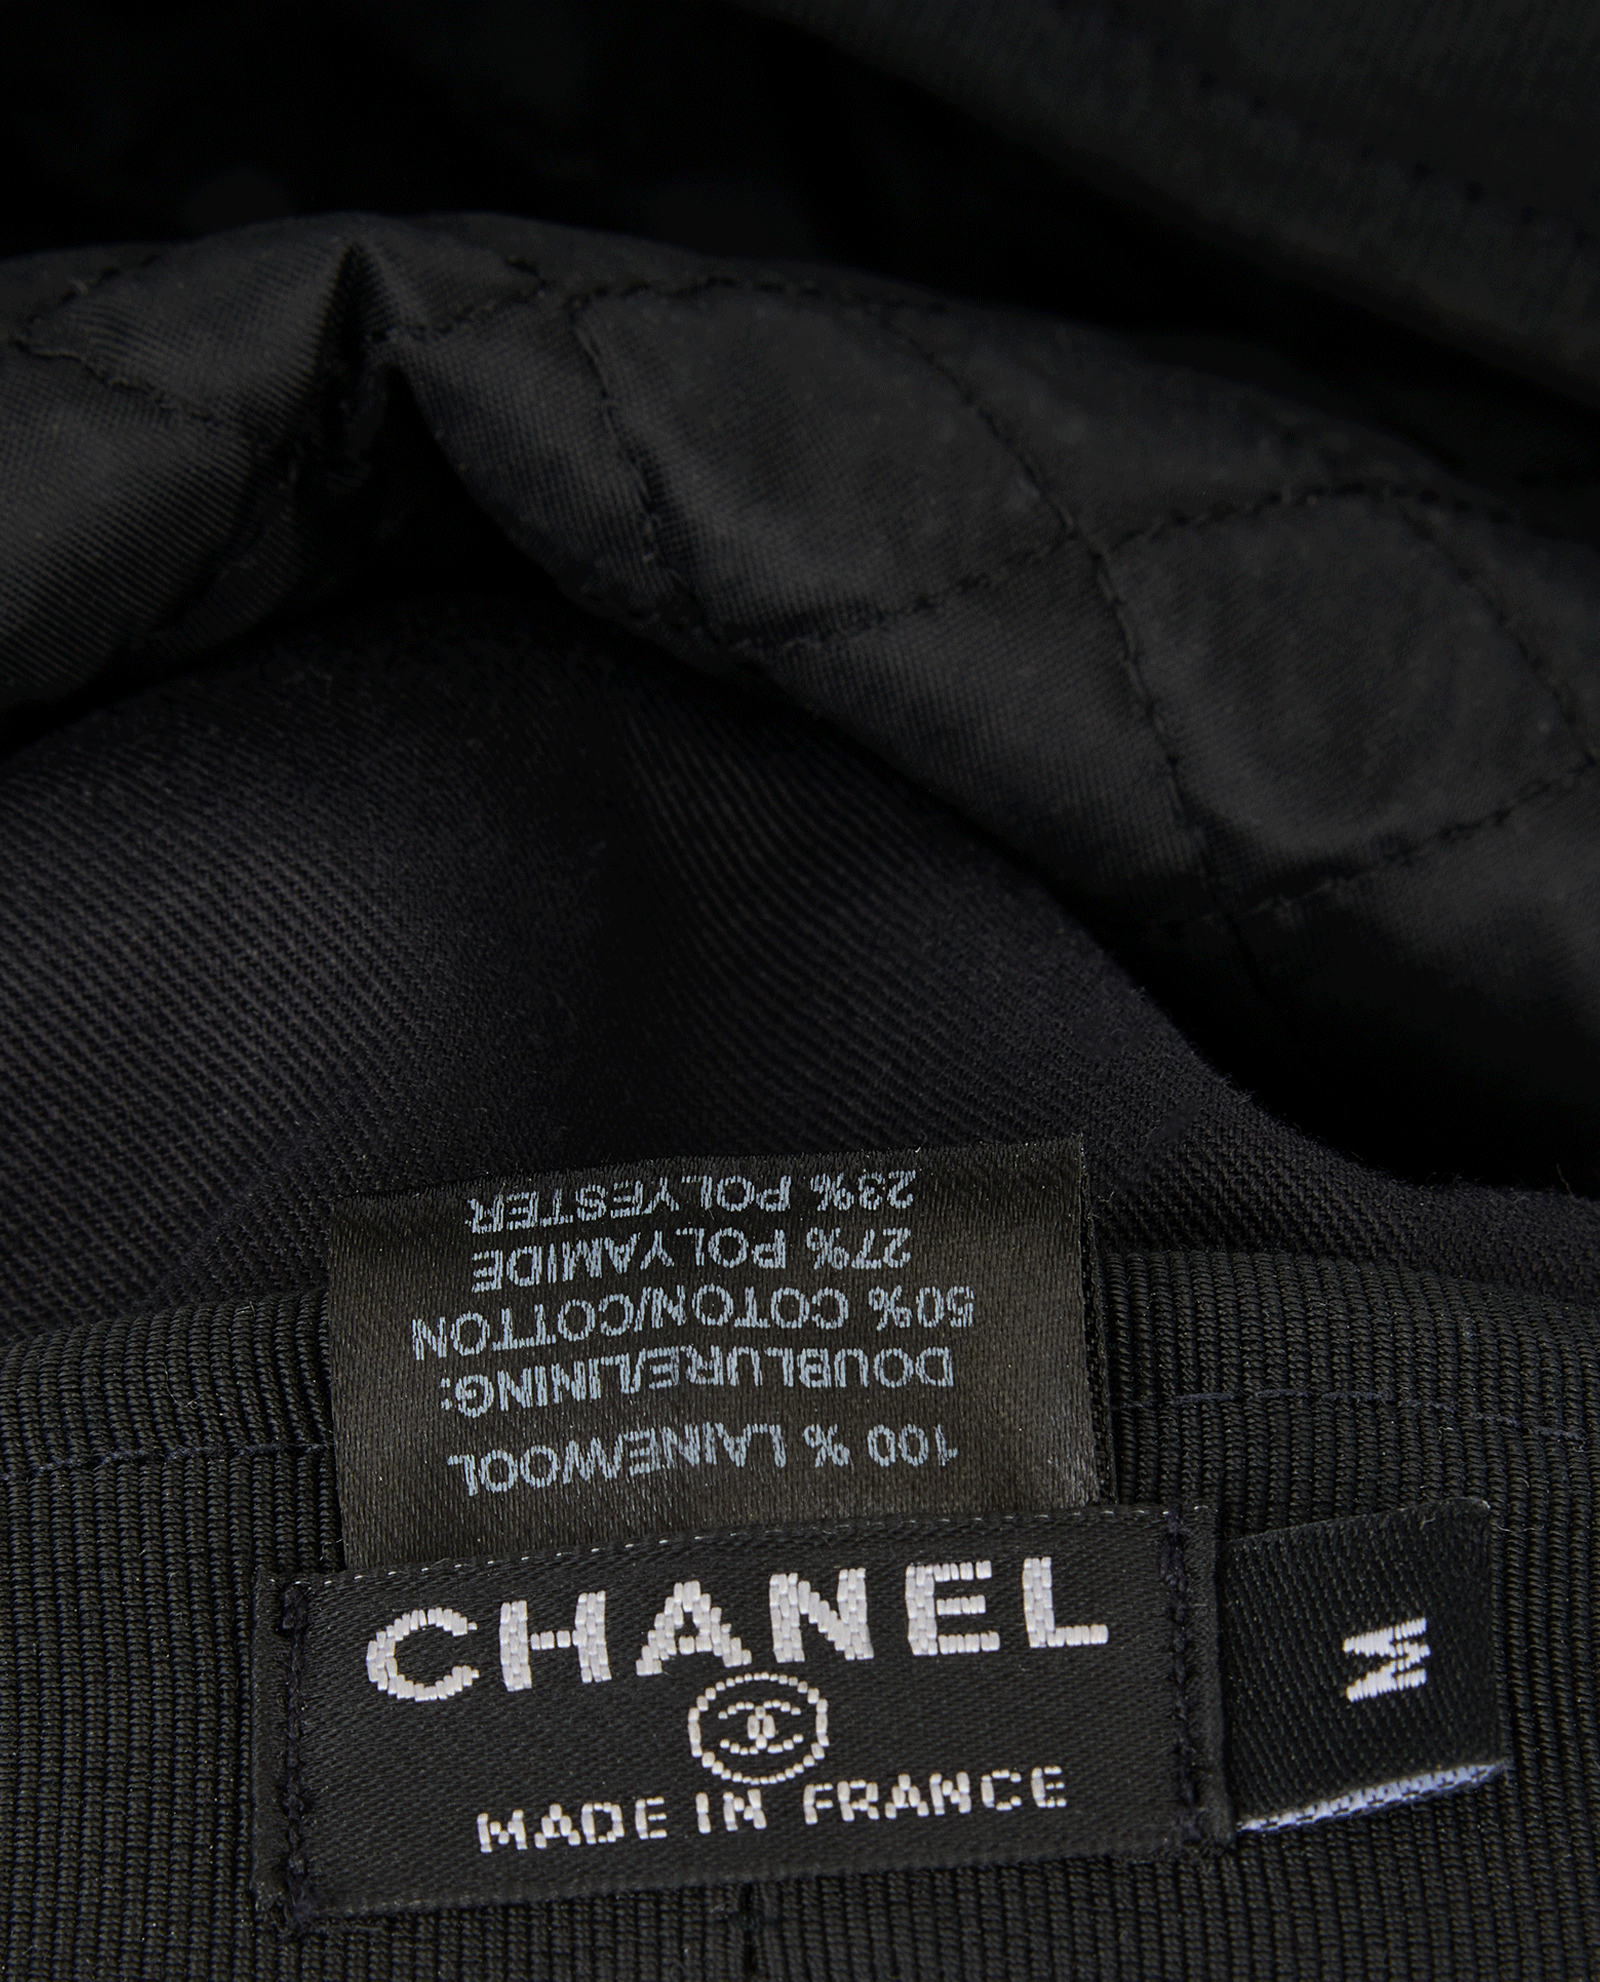 100 % LAINE/WOOL
DOUBLURE/LINING:
50% COTON/COTTON
27% POLYAMIDE
23% POLYESTER
CHANEL
MADE IN FRANCE
M